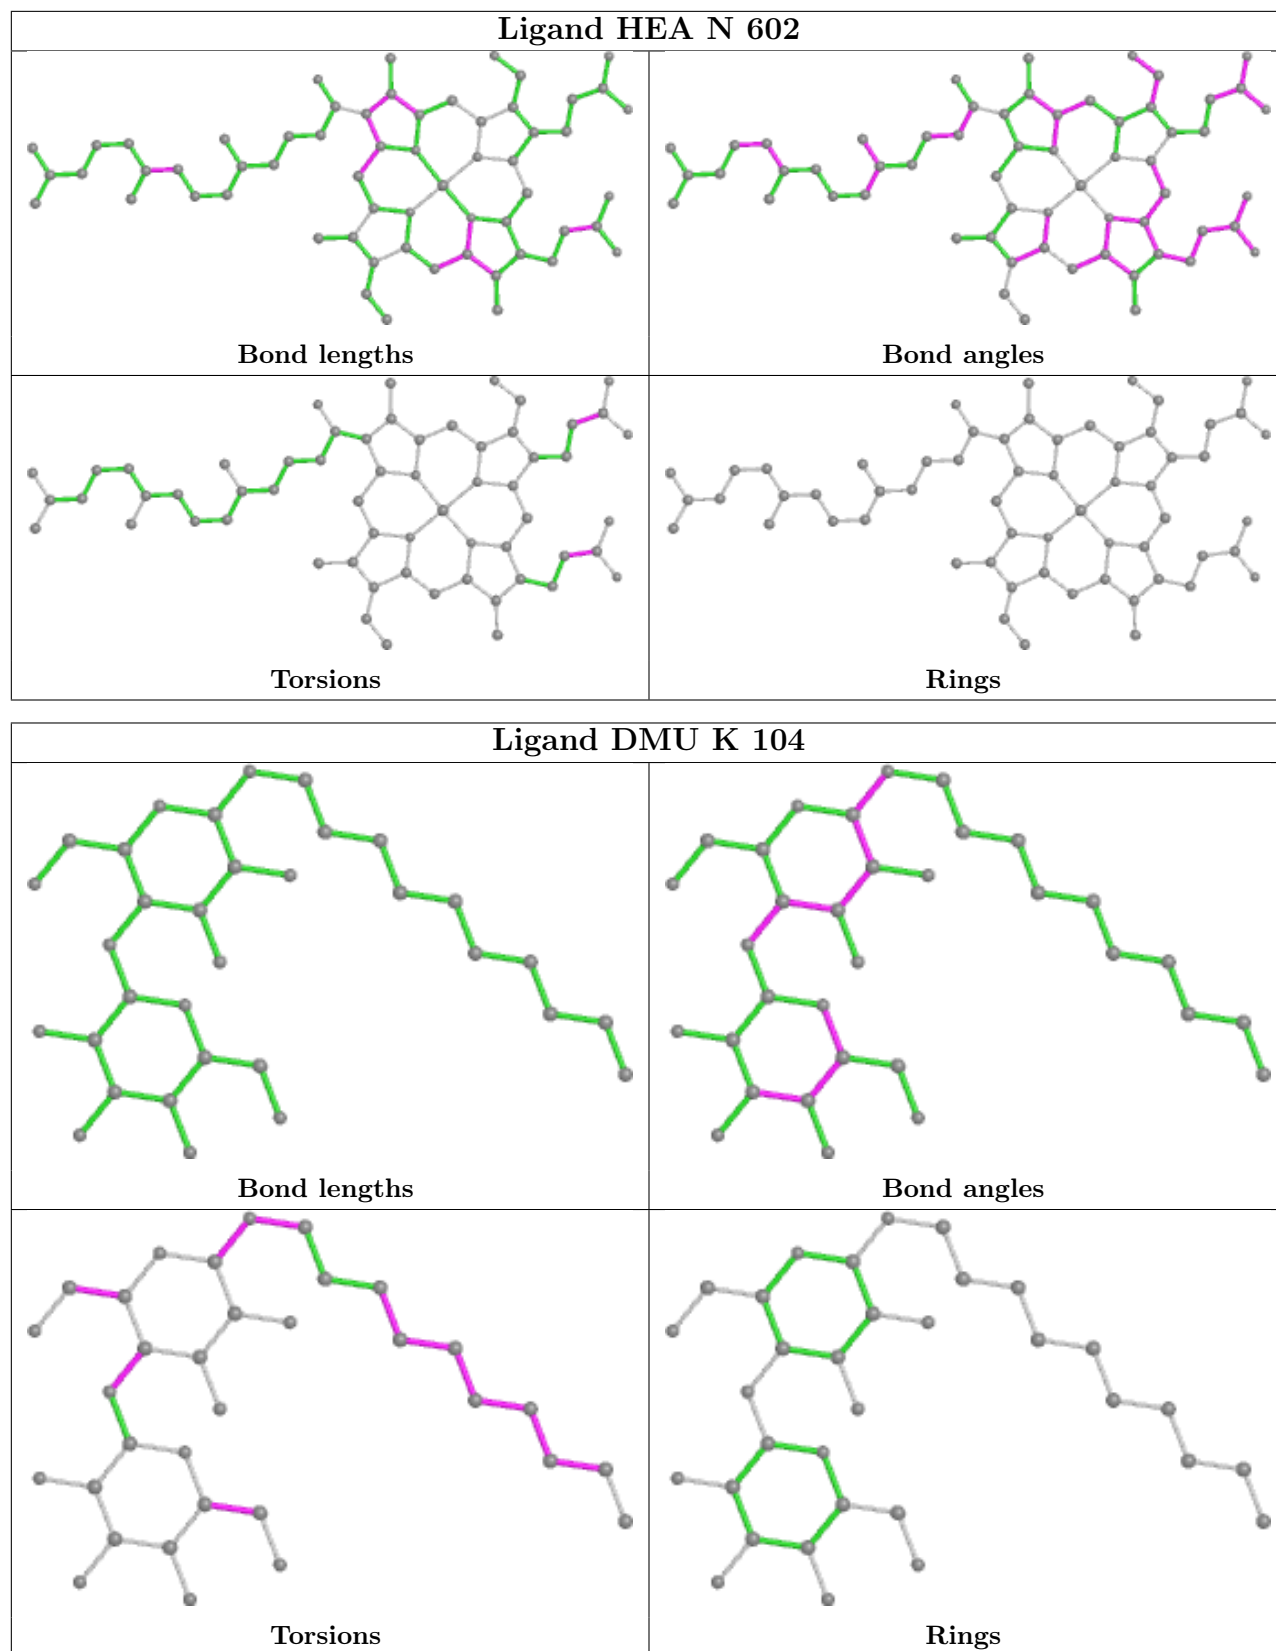 Ligand HEA N 602
Bond lengths
Bond angles
Torsions
Rings
Ligand DMU K 104
Bond lengths
Bond angles
Torsions
Rings